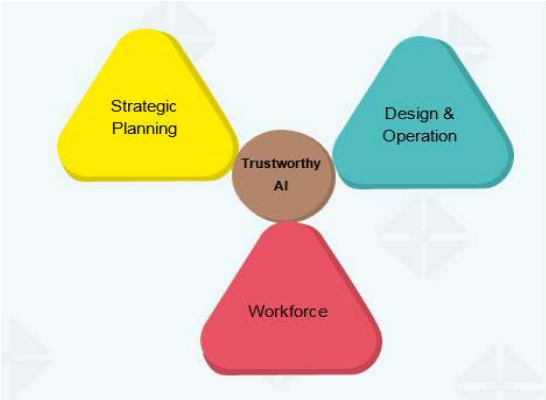 Strategic
Planning
Design &
Operation
Trustworthy
AI
Workforce